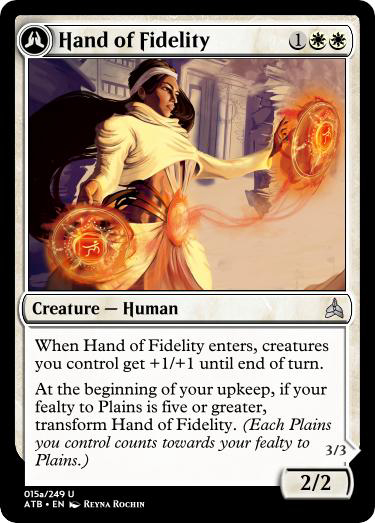 Hand of Fidelity 1
Creature — Human
When Hand of Fidelity enters, creatures
you control get +1/+1 until end of turn.
At the beginning of your upkeep, if your
fealty to Plains is five or greater,
transform Hand of Fidelity. (Each Plains
you control counts towards your fealty to
Plains.)
3/3
2/2
015a/249 U
ATB • EN Reyna Rochin